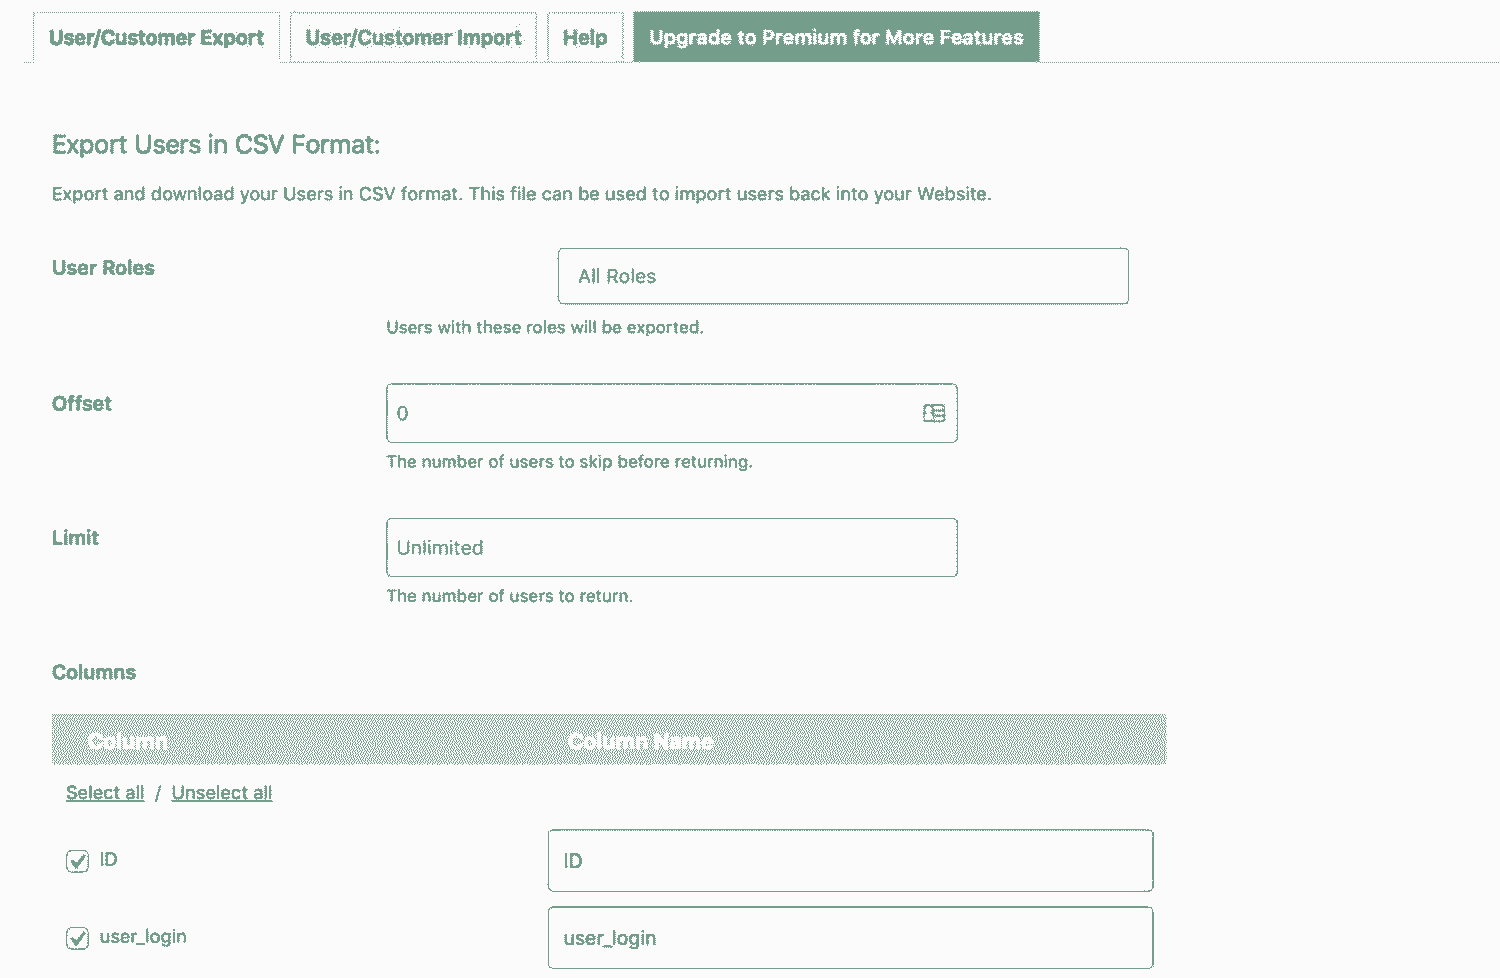 User/Customer Export
User/Customer Import
Help
Upgrade to Premium for More Features
Export Users in CSV Format:
Export and download your Users in CSV format. This file can be used to import users back into your Website.
User Roles
All Roles
Users with these roles will be exported.
Offset
0
The number of users to skip before returning.
Limit
Unlimited
The number of users to return.
Columns
Column
Column Name
Select all / Unselect all
ID
ID
user_login
user_login